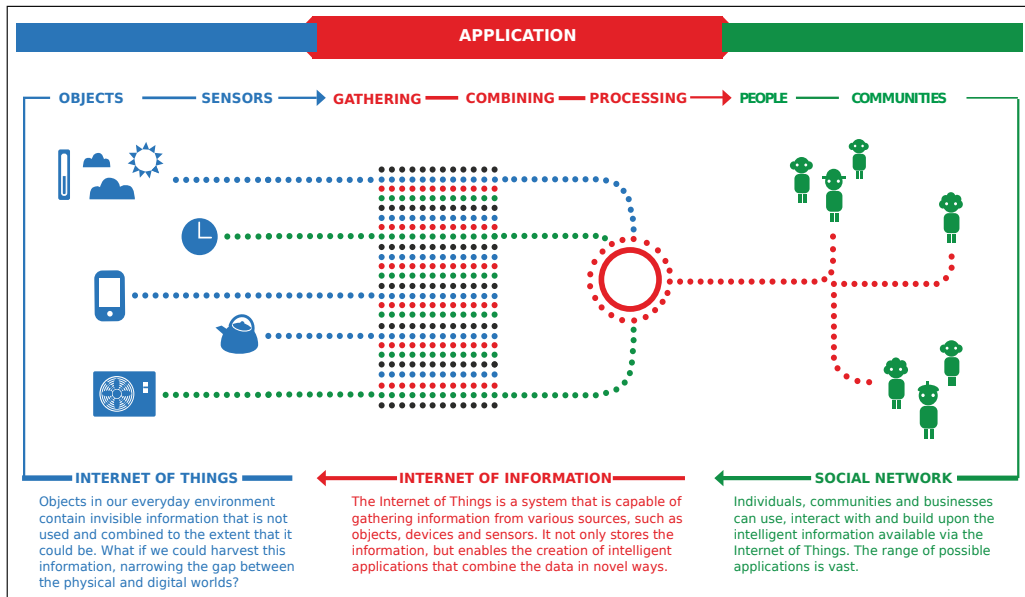 APPLICATION
OBJECTS SENSORS GATHERING COMBINING PROCESSING PEOPLE COMMUNITIES
INTERNET OF THINGS
Objects in our everyday environment
contain invisible information that is not
used and combined to the extent that it
could be. What if we could harvest this
information, narrowing the gap between
the physical and digital worlds?
INTERNET OF INFORMATION
The Internet of Things is a system that is capable of
gathering information from various sources, such as
objects, devices and sensors. It not only stores the
information, but enables the creation of intelligent
applications that combine the data in novel ways.
SOCIAL NETWORK
Individuals, communities and businesses
can use, interact with and build upon the
intelligent information available via the
Internet of Things. The range of possible
applications is vast.